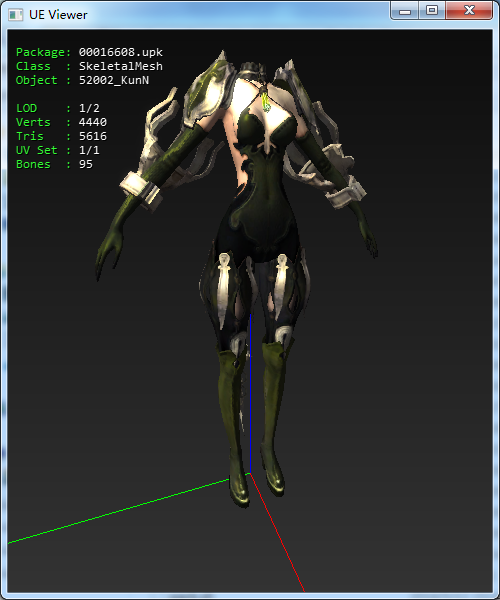 UE Viewer
Package: 00016608.upk
Class : SkeletalMesh
Object : 52002_KunN
LOD : 1/2
Verts : 4440
Tris : 5616
UV Set : 1/1
Bones : 95